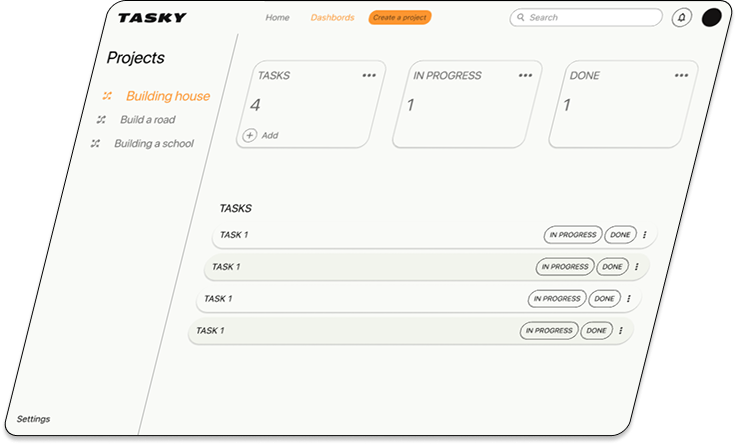 TASKY
Home Dashbords Create a project Search
Projects
Building house
Build a road
Building a school
Settings
TASKS
4
Add
IN PROGRESS
1
DONE
1
TASKS
TASK 1 IN PROGRESS DONE
TASK 1 IN PROGRESS DONE
TASK 1 IN PROGRESS DONE
TASK 1 IN PROGRESS DONE